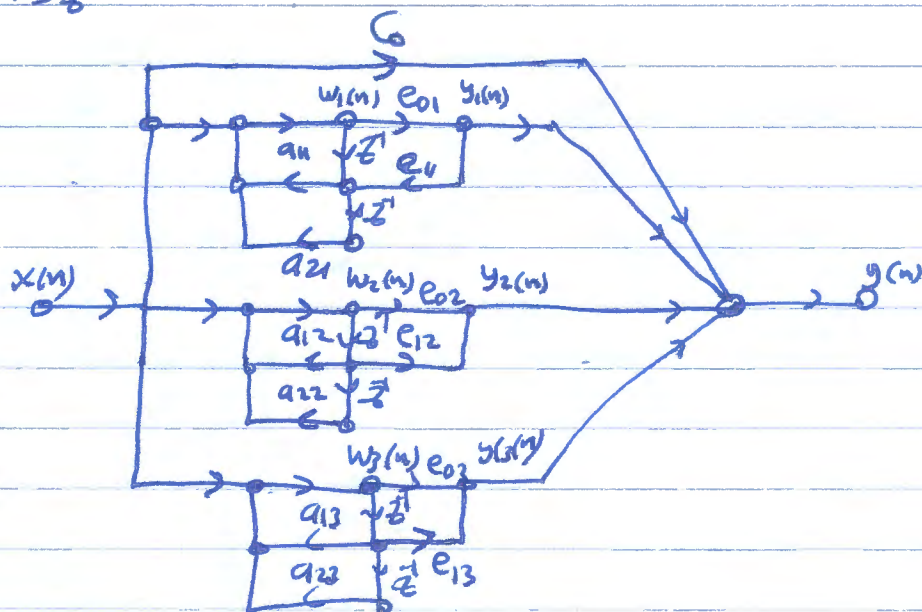 C₀
w₁(n) e₀₁ y₁(n)
a₁₁ z⁻¹ e₁₁
z⁻¹
a₂₁
x(n) w₂(n) e₀₂ y₂(n) y(n)
a₁₂ z⁻¹ e₁₂
a₂₂ z⁻¹
w₃(n) e₀₃ y₃(n)
a₁₃ z⁻¹
a₂₃ z⁻¹ e₁₃